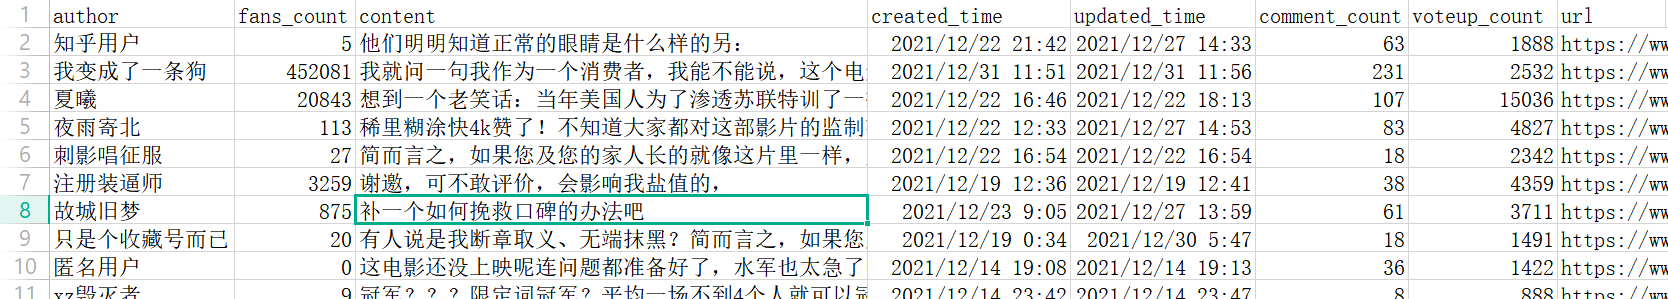 1 author fans_count content created_time updated_time comment_count voteup_count url
2 知乎用户 5 他们明明知道正常的眼睛是什么样的另: 2021/12/22 21:42 2021/12/27 14:33 63 1888 https://ww
3 我变成了一条狗 452081 我就问一句我作为一个消费者，我能不能说，这个电 2021/12/31 11:51 2021/12/31 11:56 231 2532 https://ww
4 夏曦 20843 想到一个老笑话：当年美国人为了渗透苏联特训了一 2021/12/22 16:46 2021/12/22 18:13 107 15036 https://ww
5 夜雨寄北 113 稀里糊涂快4k赞了！不知道大家都对这部影片的监制 2021/12/22 12:33 2021/12/27 14:53 83 4827 https://ww
6 刺影唱征服 27 简而言之，如果您及您的家人长的就像这片里一样， 2021/12/22 16:54 2021/12/22 16:54 18 2342 https://ww
7 注册装逼师 3259 谢邀，可不敢评价，会影响我盐值的， 2021/12/19 12:36 2021/12/19 12:41 38 4359 https://ww
8 故城旧梦 875 补一个如何挽救口碑的办法吧 2021/12/23 9:05 2021/12/27 13:59 61 3711 https://ww
9 只是个收藏号而已 20 有人说是我断章取义、无端抹黑？简而言之，如果您 2021/12/19 0:34 2021/12/30 5:47 18 1491 https://ww
10 匿名用户 0 这电影还没上映呢连问题都准备好了，水军也太急了 2021/12/14 19:08 2021/12/14 19:13 36 1422 https://ww
11 xz毁灭者 9 冠军？？？限定词冠军？平均一场不到4个人就可以冠 2021/12/14 23:42 2021/12/14 23:47 8 888 https://ww